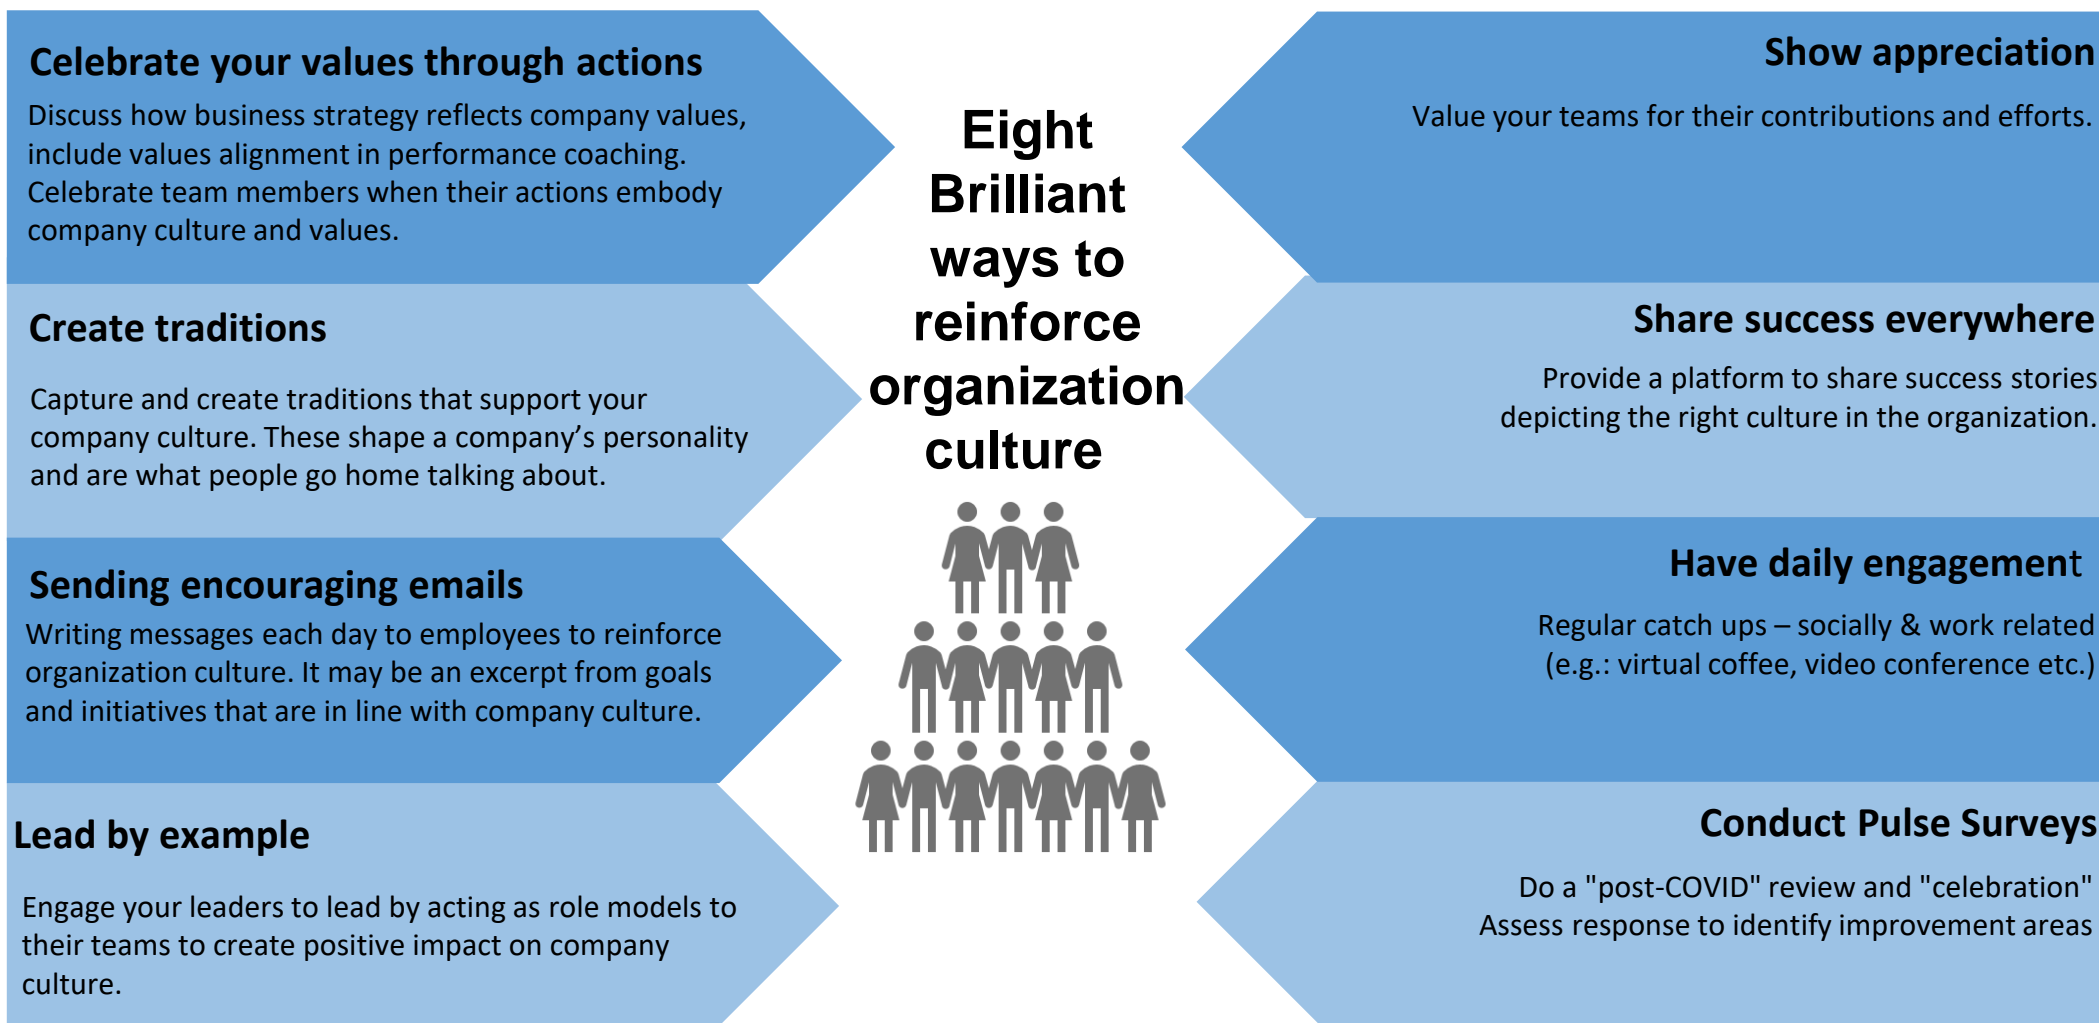 Celebrate your values through actions
Discuss how business strategy reflects company values,
include values alignment in performance coaching.
Celebrate team members when their actions embody
company culture and values.
Create traditions
Capture and create traditions that support your
company culture. These shape a company’s personality
and are what people go home talking about.
Sending encouraging emails
Writing messages each day to employees to reinforce
organization culture. It may be an excerpt from goals
and initiatives that are in line with company culture.
Lead by example
Engage your leaders to lead by acting as role models to
their teams to create positive impact on company
culture.
Eight
Brilliant
ways to
reinforce
organization
culture
Show appreciation
Value your teams for their contributions and efforts.
Share success everywhere
Provide a platform to share success stories
depicting the right culture in the organization.
Have daily engagement
Regular catch ups – socially & work related
(e.g.: virtual coffee, video conference etc.)
Conduct Pulse Surveys
Do a "post-COVID" review and "celebration"
Assess response to identify improvement areas